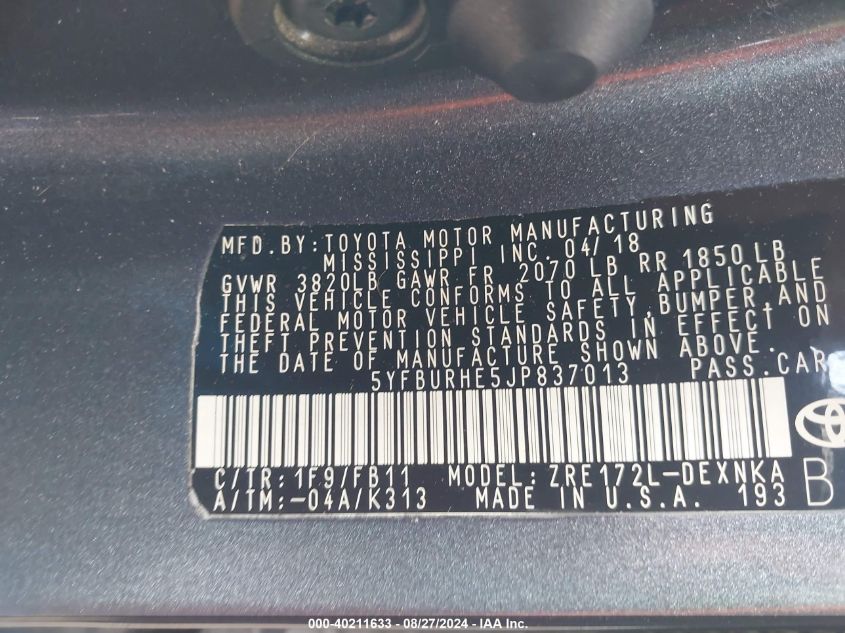 MFD. BY: TOYOTA MOTOR MANUFACTURING
MISSISSIPPI INC. 04/18
GVWR 3820LB GAWR FR 2070 LB RR 1850 LB
THIS VEHICLE CONFORMS TO ALL APPLICABLE
FEDERAL MOTOR VEHICLE SAFETY, BUMPER, AND
THEFT PREVENTION STANDARDS IN EFFECT ON
THE DATE OF MANUFACTURE SHOWN ABOVE.
5YFBURHE5JP837013 PASS. CAR
C/TR: 1F9/FB11 MODEL: ZRE172L-DEXNKA
A/TM: -04A/K313 MADE IN U.S.A. 193 B
000-40211633 - 08/27/2024 - IAA Inc.